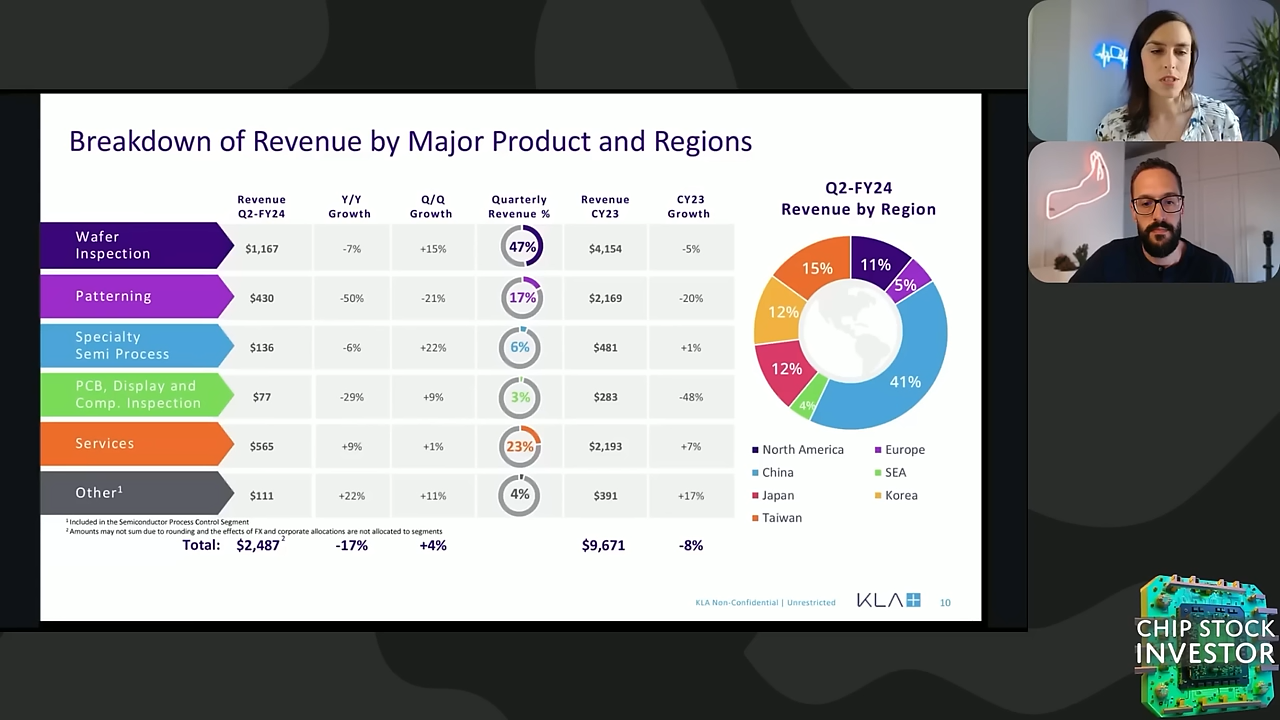 Breakdown of Revenue by Major Product and Regions
Revenue Q2-FY24
Y/Y Growth
Q/Q Growth
Quarterly Revenue %
Revenue CY23
CY23 Growth
Wafer Inspection
$1,167
-7%
+15%
47%
$4,154
-5%
Patterning
$430
-50%
-21%
17%
$2,169
-20%
Specialty Semi Process
$136
-6%
+22%
6%
$481
+1%
PCB, Display and Comp. Inspection
$77
-29%
+9%
3%
$283
-48%
Services
$565
+9%
+1%
23%
$2,193
+7%
Other1
$111
+22%
+11%
4%
$391
+17%
1 Included in the Semiconductor Process Control Segment
2 Amounts may not sum due to rounding and the effects of FX and corporate allocations are not allocated to segments
Total: $2,487 2
-17%
+4%
$9,671
-8%
Q2-FY24
Revenue by Region
15%
11%
5%
12%
12%
41%
4%
North America
Europe
China
SEA
Japan
Korea
Taiwan
KLA Non-Confidential | Unrestricted
KLA
10
CHIP STOCK
INVESTOR